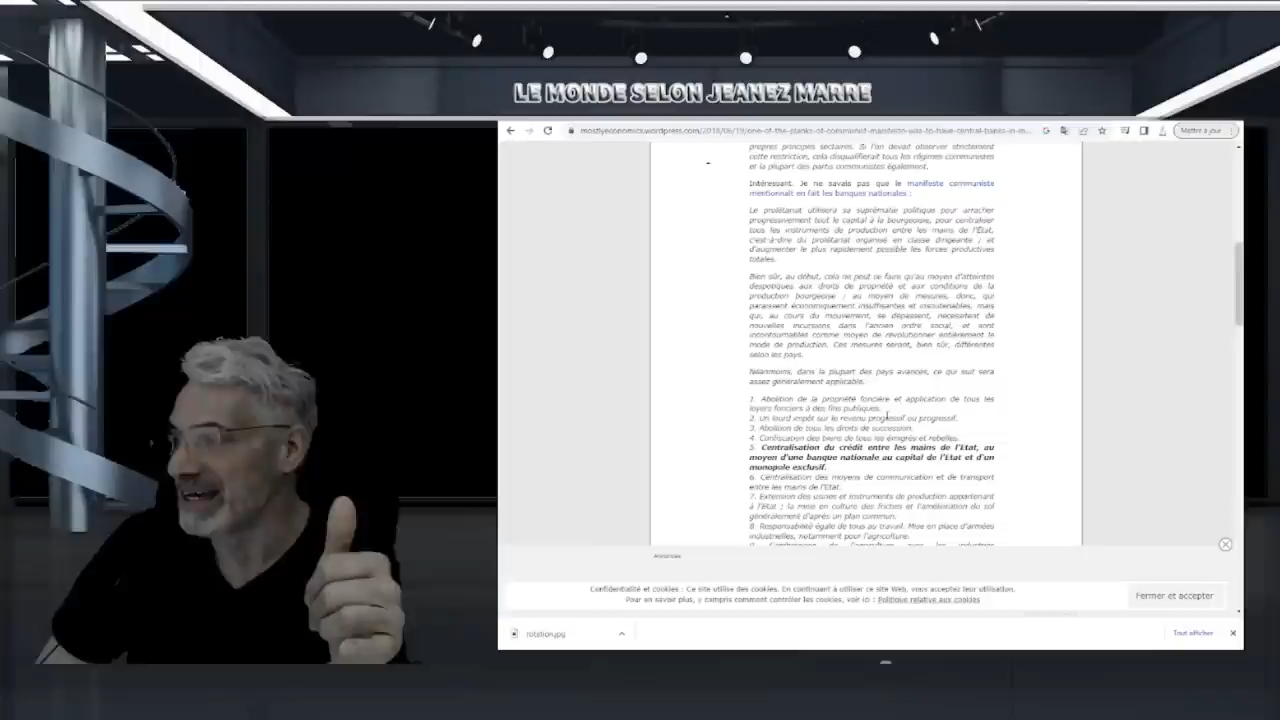 LE MONDE SELON JEANEZ MARRE
mostlyeconomics.wordpress.com/2018/06/19/one-of-the-planks-of-communist-manifesto-was-to-have-central-banks-in-m...
Mettre à jour
propres principes sectaires. Si l'on devait observer strictement
cette restriction, cela disqualifierait tous les régimes communistes
et la plupart des partis communistes également.
Intéressant. Je ne savais pas que le manifeste communiste
mentionnait en fait les banques nationales :
Le prolétariat utilisera sa suprématie politique pour arracher
progressivement tout le capital à la bourgeoisie, pour centraliser
tous les instruments de production entre les mains de l'État,
c'est-à-dire du prolétariat organisé en classe dirigeante ; et
d'augmenter le plus rapidement possible les forces productives
totales.
Bien sûr, au début, cela ne peut se faire qu'au moyen d'atteintes
despotiques aux droits de propriété et aux conditions de la
production bourgeoise ; au moyen de mesures, donc, qui
paraissent économiquement insuffisantes et insoutenables, mais
qui, au cours du mouvement, se dépassent, nécessitent de
nouvelles incursions dans l'ancien ordre social, et sont
incontournables comme moyen de révolutionner entièrement le
mode de production. Ces mesures seront, bien sûr, différentes
selon les pays.
Néanmoins, dans la plupart des pays avancés, ce qui suit sera
assez généralement applicable.
1. Abolition de la propriété foncière et application de tous les
loyers fonciers à des fins publiques.
2. Un lourd impôt sur le revenu progressif ou progressif.
3. Abolition de tous les droits de succession.
4. Confiscation des biens de tous les émigrés et rebelles.
5. Centralisation du crédit entre les mains de l'Etat, au
moyen d'une banque nationale au capital de l'Etat et d'un
monopole exclusif.
6. Centralisation des moyens de communication et de transport
entre les mains de l'Etat.
7. Extension des usines et instruments de production appartenant
à l'Etat ; la mise en culture des friches et l'amélioration du sol
généralement d'après un plan commun.
8. Responsabilité égale de tous au travail. Mise en place d'armées
industrielles, notamment pour l'agriculture.
Annonces
Confidentialité et cookies : Ce site utilise des cookies. En continuant à utiliser ce site Web, vous acceptez leur utilisation.
Pour en savoir plus, y compris comment contrôler les cookies, voir ici : Politique relative aux cookies
Fermer et accepter
rotation.jpg
Tout afficher